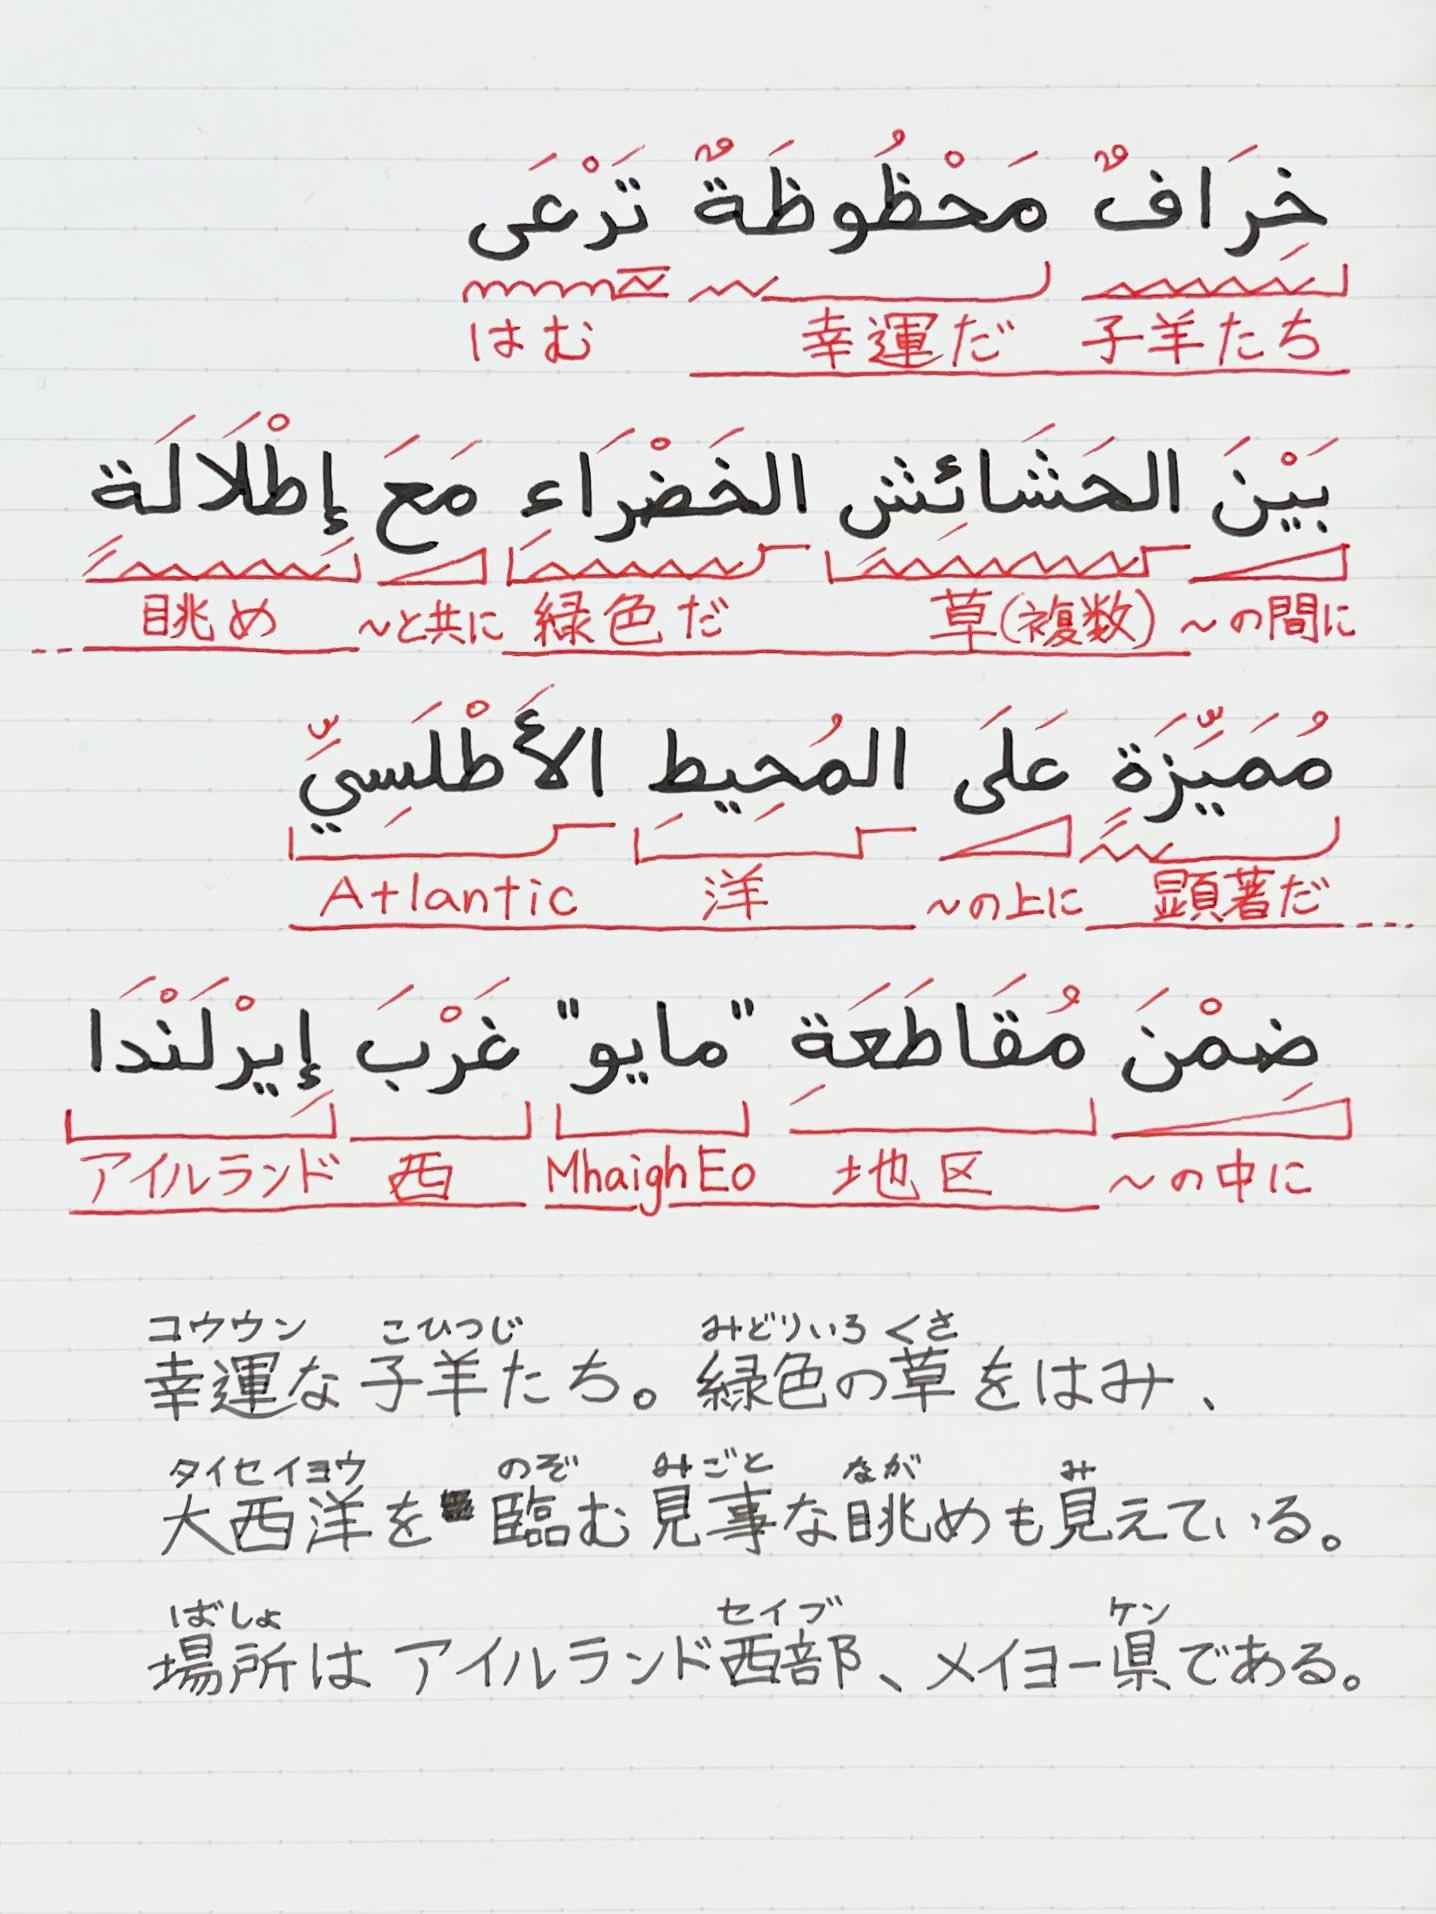 خِرَافٌ مَحْظُوظَةٌ تَرْعَى
子羊たち 幸運だ はむ
بَيْنَ الحَشَائِش الخَضْرَاءِ مَعَ إِطْلَالَةٍ
〜の間に 草(複数) 緑色だ 〜と共に 眺め
مُمَيِّزَةٍ عَلَى المُحِيطِ الأَطْلَسِيِّ
顕著だ 〜の上に 洋 Atlantic
ضِمْنَ مُقَاطَعَةِ "مايو" غَرْبَ إِيرْلَنْدَا
〜の中に 地区 Mhaigh Eo 西 アイルランド
コウウン こひつじ みどりいろ くさ
幸運な子羊たち。緑色の草をはみ、
タイセイヨウ のぞ みごと なが み
大西洋を臨む見事な眺めも見えている。
ばしょ セイブ ケン
場所はアイルランド西部、メイヨー県である。